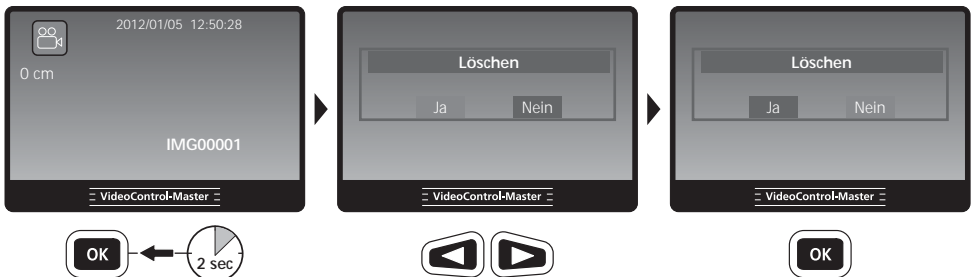 2012/01/05 12:50:28
0 cm
IMG00001
VideoControl-Master
OK
2 sec
Löschen
Ja Nein
VideoControl-Master
Löschen
Ja Nein
VideoControl-Master
OK